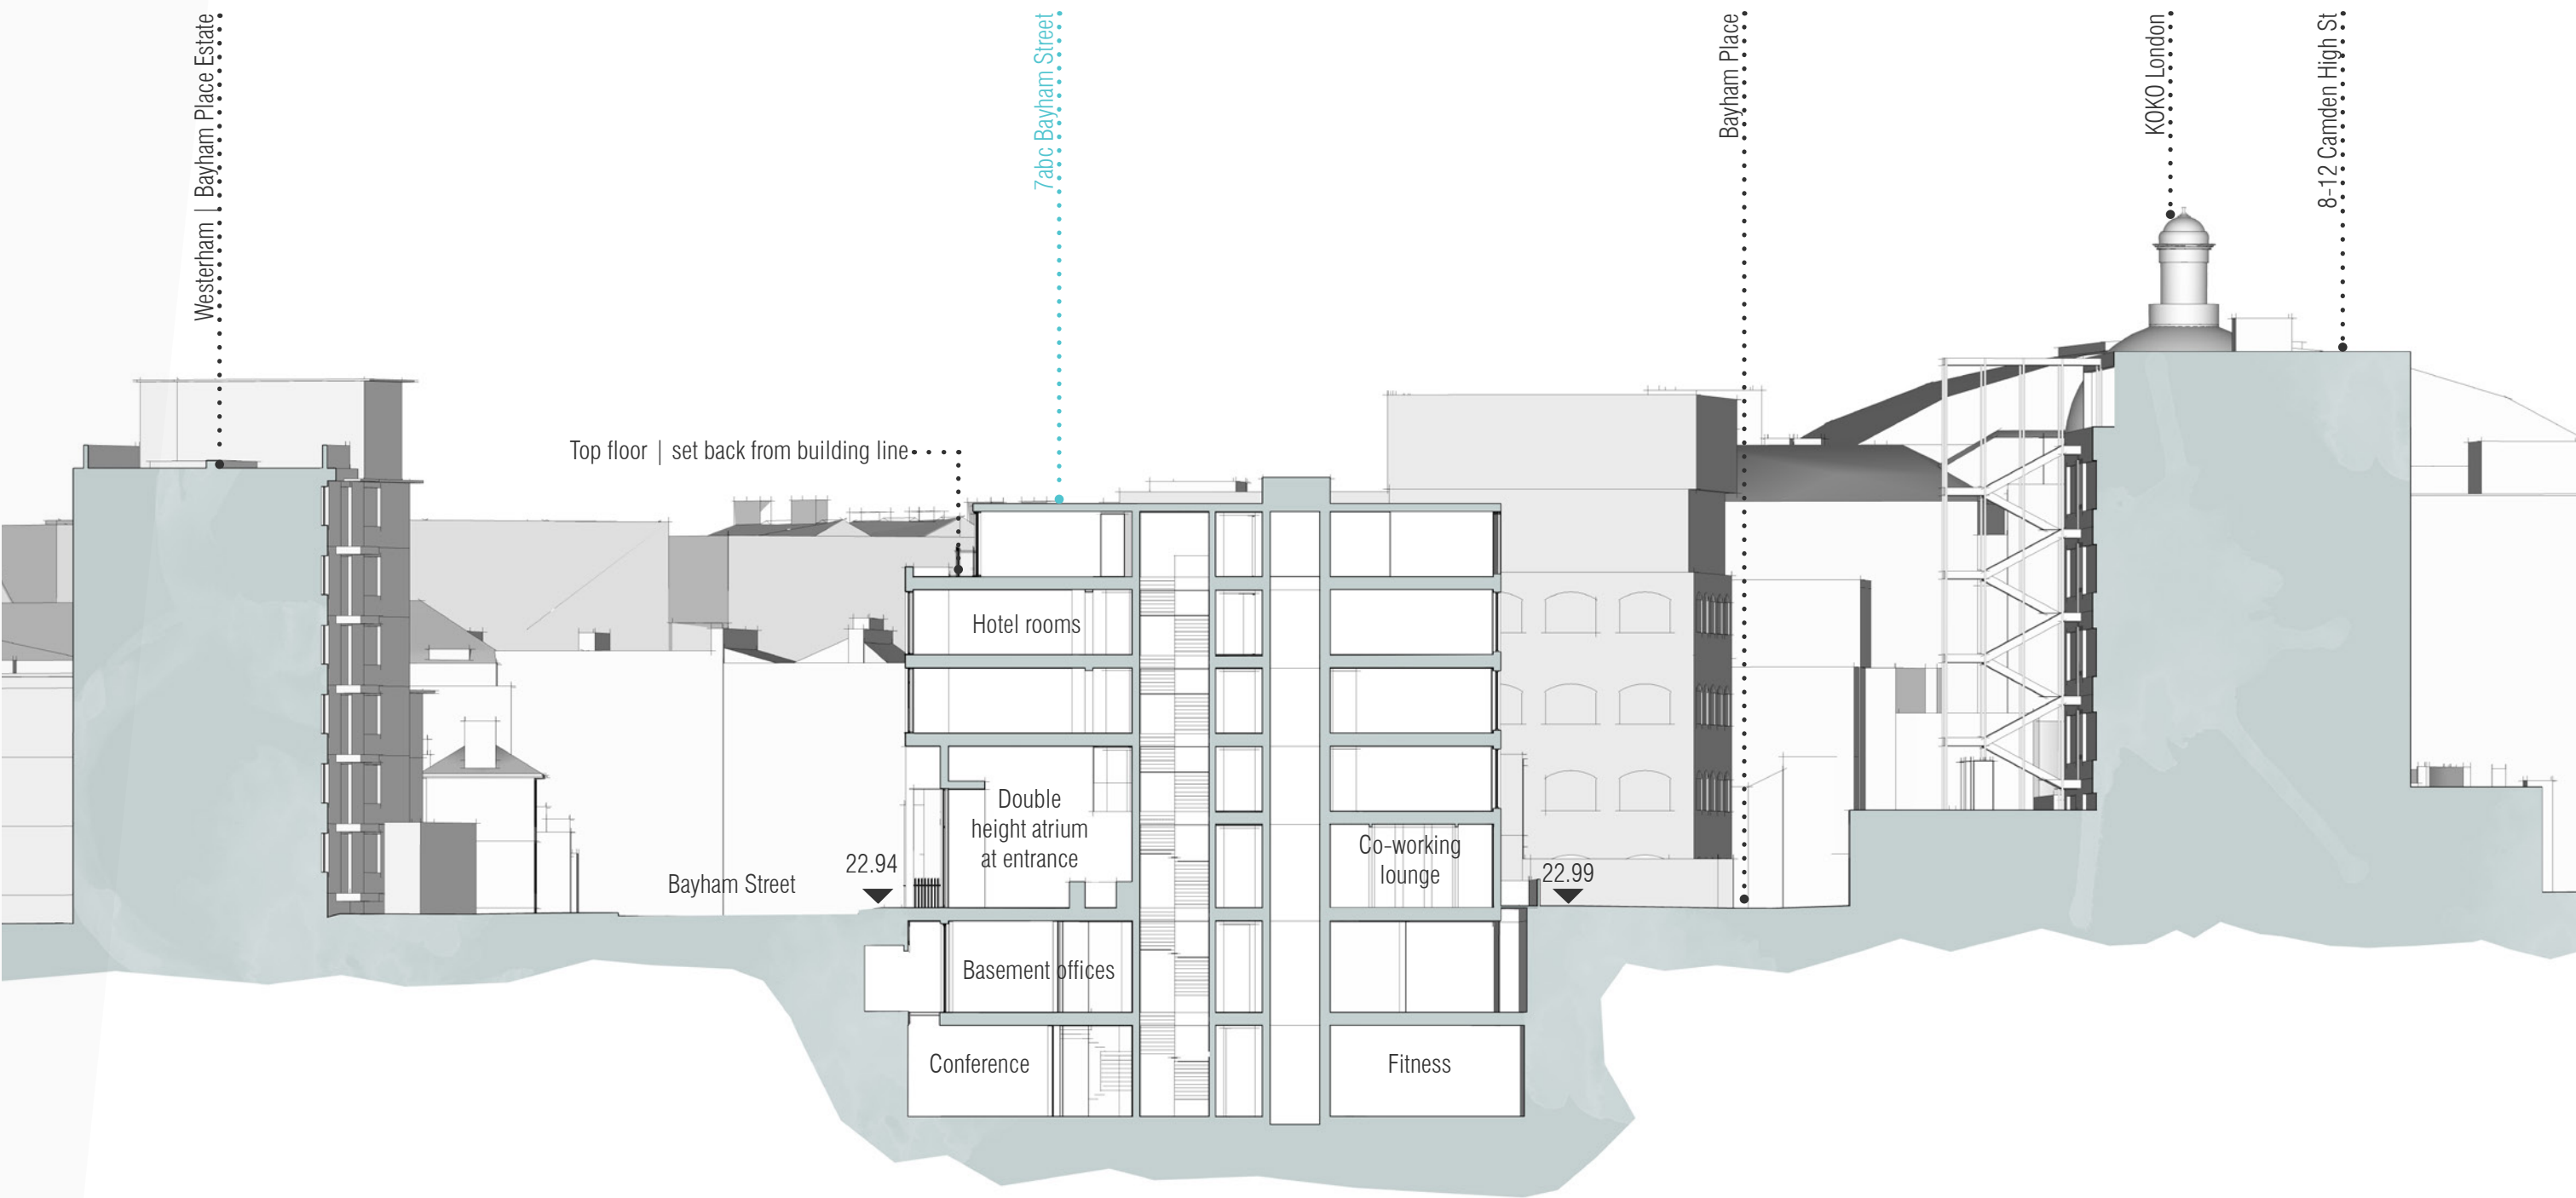 Westerham | Bayham Place Estate
7abc Bayham Street
Bayham Place
KOKO London
8-12 Camden High St
Top floor | set back from building line
Hotel rooms
Double
height atrium
at entrance
Co-working
lounge
22.94
22.99
Bayham Street
Basement offices
Conference
Fitness